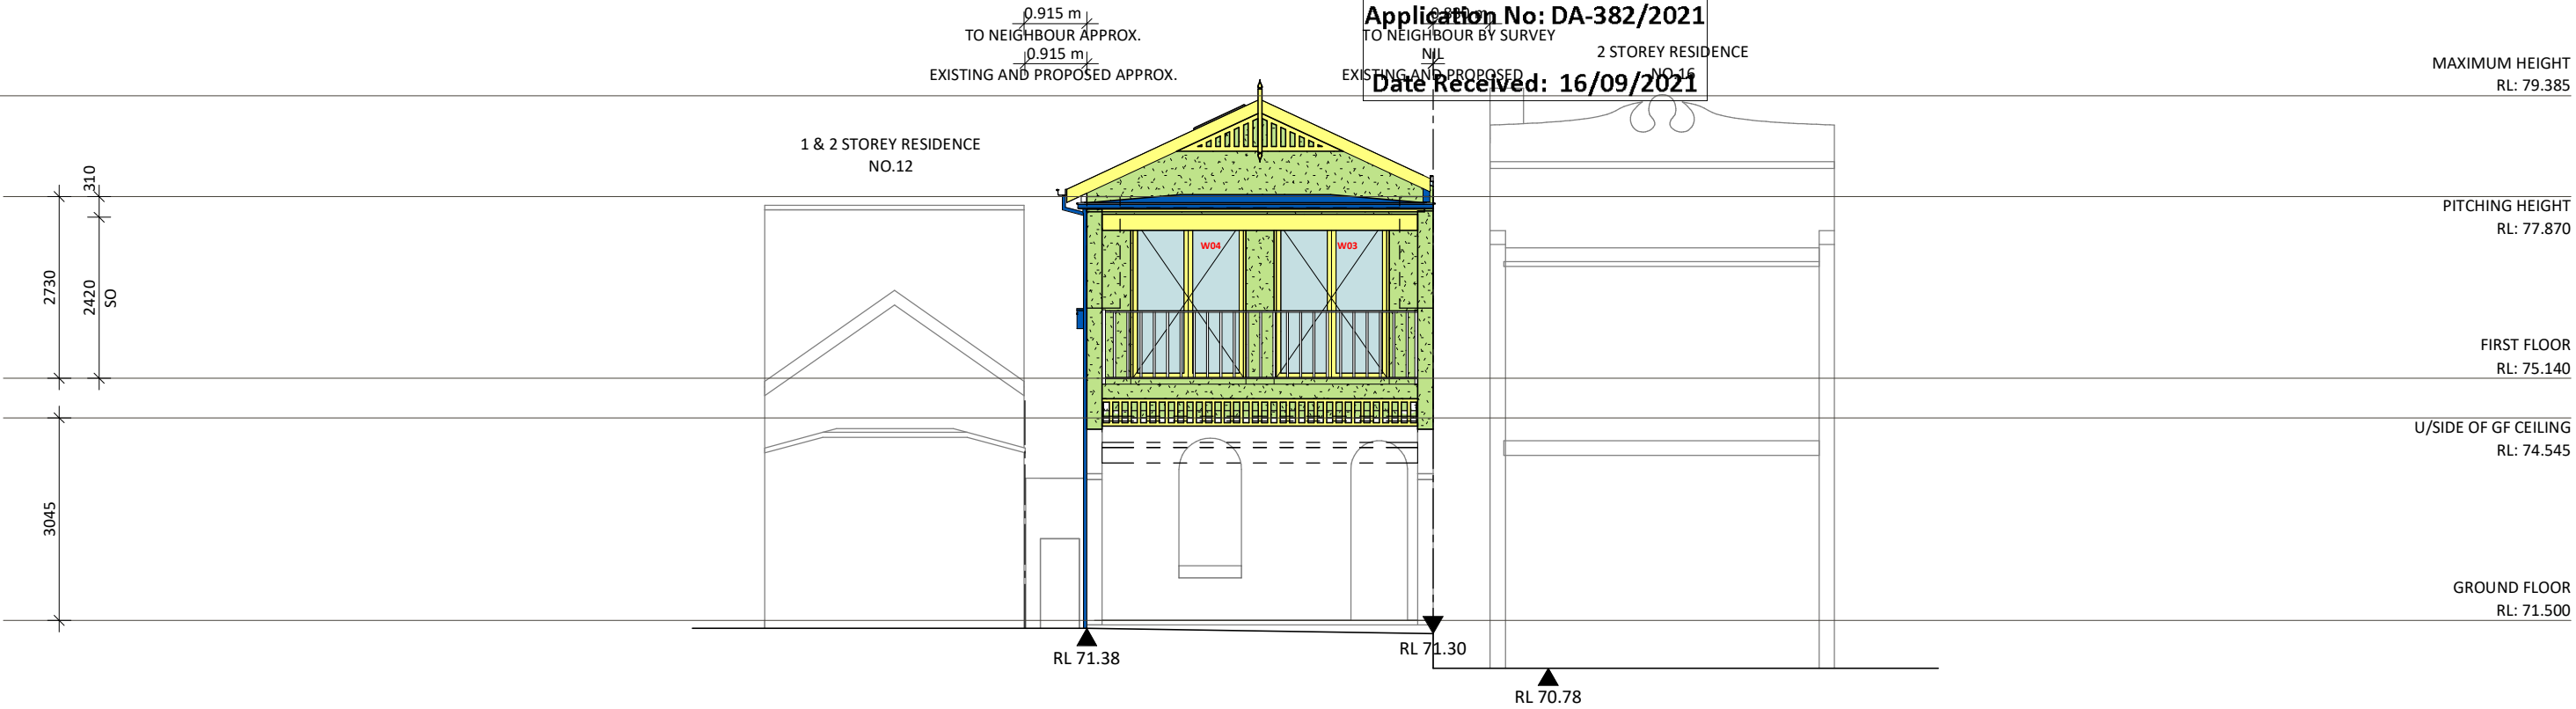 0.915 m
TO NEIGHBOUR APPROX.
0.915 m
EXISTING AND PROPOSED APPROX.
Application No: DA-382/2021
TO NEIGHBOUR BY SURVEY
NIL
EXISTING AND PROPOSED
Date Received: 16/09/2021
2 STOREY RESIDENCE
NO.16
MAXIMUM HEIGHT
RL: 79.385
1 & 2 STOREY RESIDENCE
NO.12
310
PITCHING HEIGHT
RL: 77.870
W04
W03
2730
2420
SO
FIRST FLOOR
RL: 75.140
U/SIDE OF GF CEILING
RL: 74.545
3045
GROUND FLOOR
RL: 71.500
RL 71.38
RL 71.30
RL 70.78